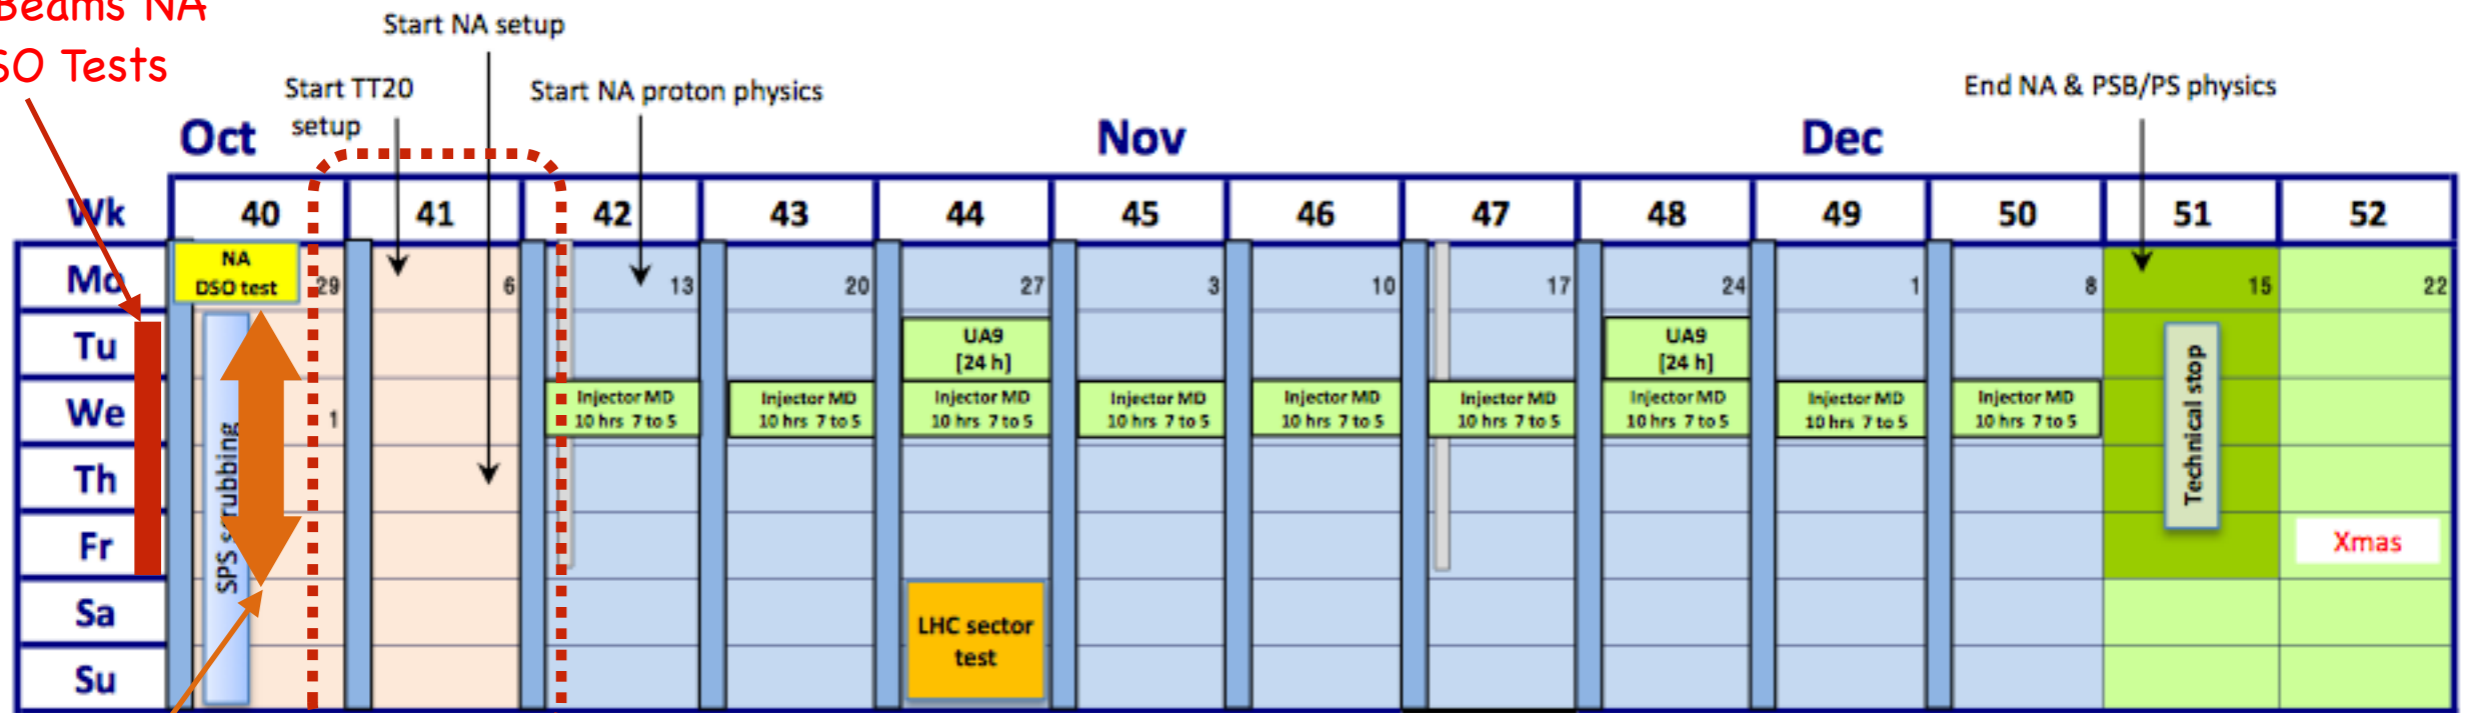 Beams NA
SO Tests
Start NA setup
Start TT20
setup
Start NA proton physics
End NA & PSB/PS physics
Oct Nov Dec
Wk 40 41 42 43 44 45 46 47 48 49 50 51 52
Mo 29 6 13 20 27 3 10 17 24 1 8 15 22
NA
DSO test
Tu
UA9
[24 h]
UA9
[24 h]
We 1
Injector MD
10 hrs 7 to 5
Injector MD
10 hrs 7 to 5
Injector MD
10 hrs 7 to 5
Injector MD
10 hrs 7 to 5
Injector MD
10 hrs 7 to 5
Injector MD
10 hrs 7 to 5
Injector MD
10 hrs 7 to 5
Injector MD
10 hrs 7 to 5
Injector MD
10 hrs 7 to 5
Th
Fr
Xmas
Sa
Su
SPS scrubbing
LHC sector
test
Technical stop